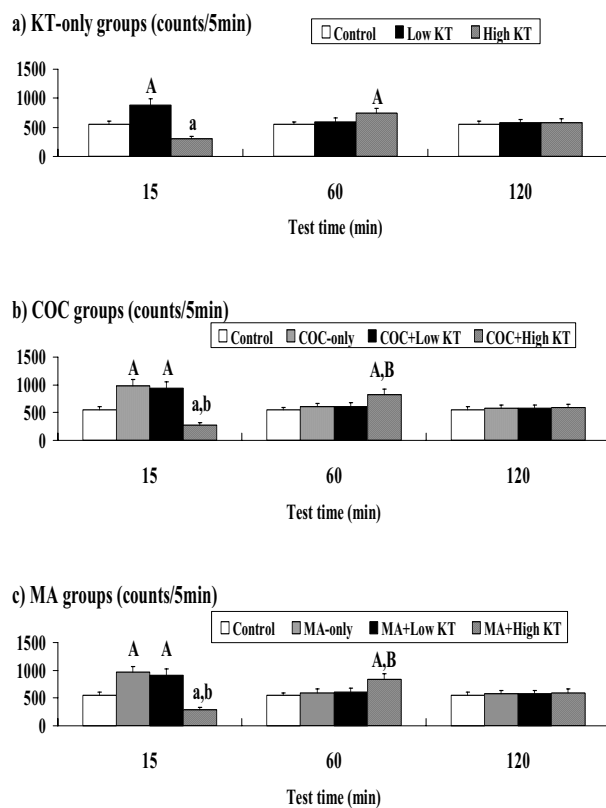 a) KT-only groups (counts/5min)
Control Low KT High KT
1500
1000
500
0
A
a
A
15 60 120
Test time (min)
b) COC groups (counts/5min)
Control COC-only COC+Low KT COC+High KT
1500
1000
500
0
A A
a,b
A,B
15 60 120
Test time (min)
c) MA groups (counts/5min)
Control MA-only MA+Low KT MA+High KT
1500
1000
500
0
A A
a,b
A,B
15 60 120
Test time (min)